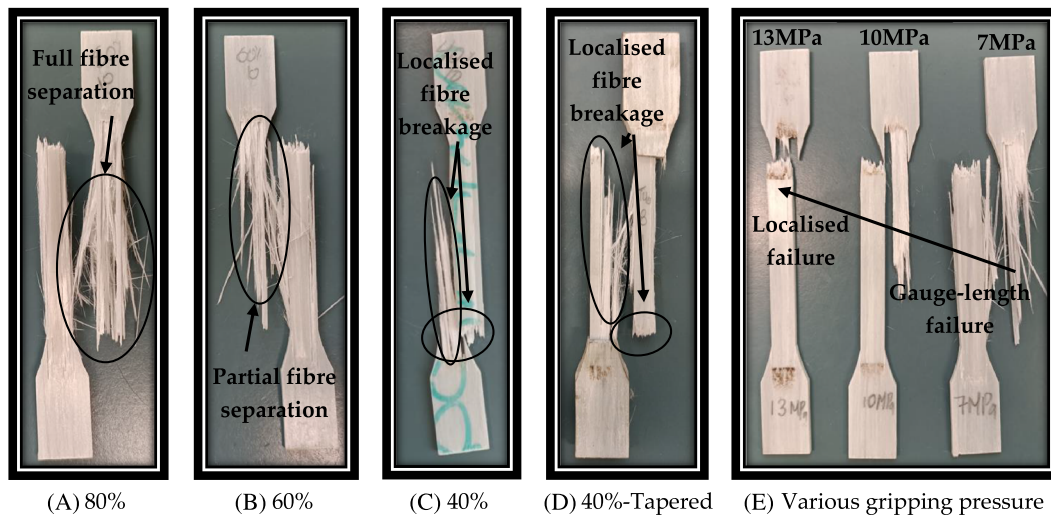 Full fibre
separation
Partial fibre
separation
Localised
fibre
breakage
Localised
fibre
breakage
13MPa
10MPa
7MPa
Localised
failure
Gauge-length
failure
13MPa
10MPa
7MPa
(A) 80%
(B) 60%
(C) 40%
(D) 40%-Tapered
(E) Various gripping pressure